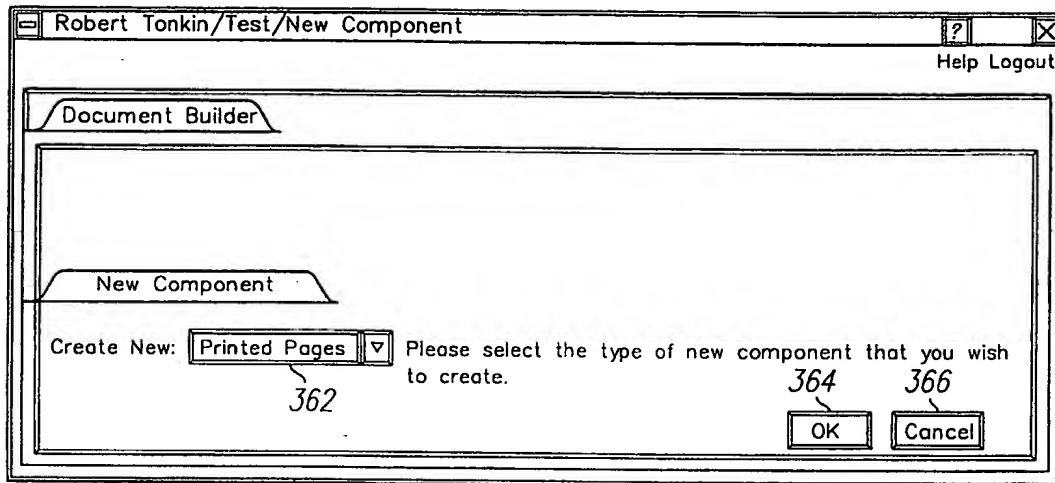 Robert Tonkin/Test/New Component ?
Help Logout
Document Builder
New Component
Create New: Printed Pages Please select the type of new component that you wish
to create.
362
364 366
OK Cancel